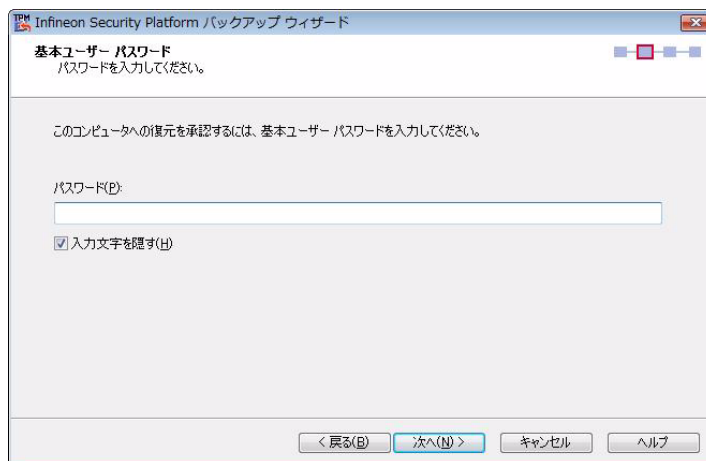 Infineon Security Platform バックアップ ウィザード
基本ユーザー パスワード
パスワードを入力してください。
このコンピュータへの復元を承認するには、基本ユーザー パスワードを入力してください。
パスワード(P):
入力文字を隠す(H)
< 戻る(B) 次へ(N) > キャンセル ヘルプ